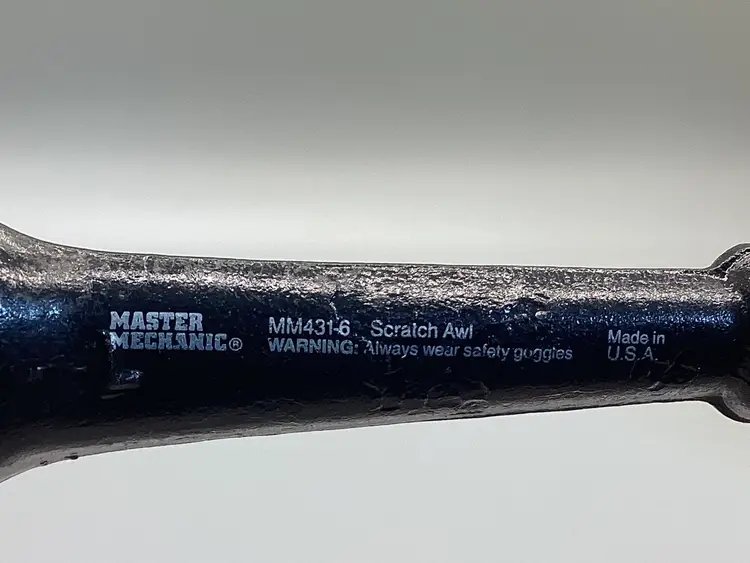 MASTER
MECHANIC®
MM431-6 Scratch Awl
WARNING: Always wear safety goggles
Made in
U.S.A.